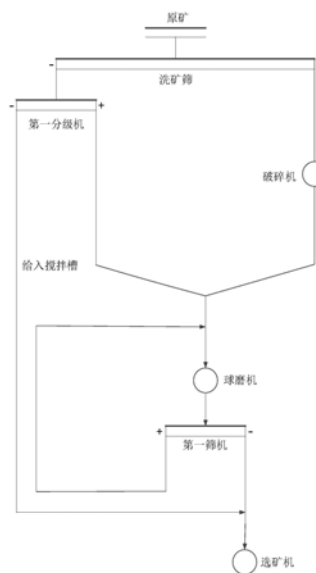 原矿
-
洗矿筛
- +
第一分级机
破碎机
给入搅拌槽
球磨机
+ -
第一筛机
选矿机